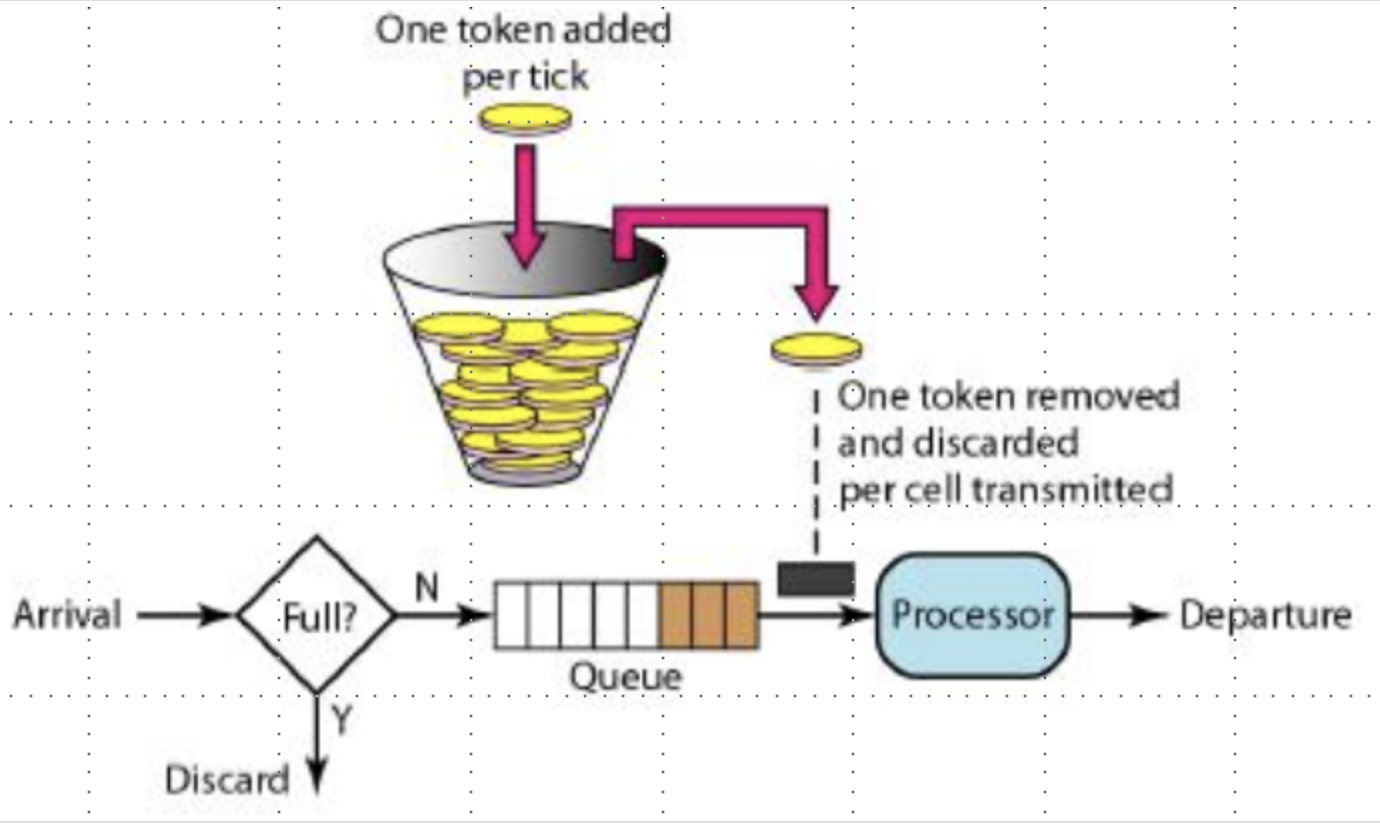 One token added
per tick
One token removed
and discarded
per cell transmitted
Arrival
Full?
N
Queue
Processor
Departure
Y
Discard